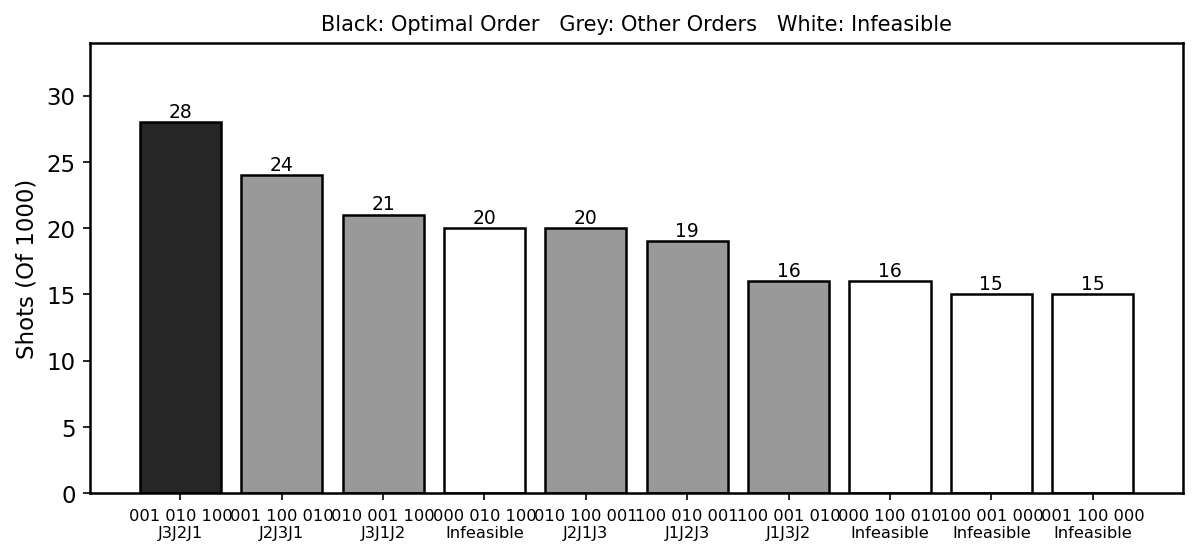 Black: Optimal Order   Grey: Other Orders   White: Infeasible
Shots (Of 1000)
30
25
20
15
10
5
0
28
24
21
20
20
19
16
16
15
15
001 010 100
J3J2J1
001 100 010
J2J3J1
010 001 100
J3J1J2
000 010 100
Infeasible
010 100 001
J2J1J3
100 010 001
J1J2J3
100 001 010
J1J3J2
000 100 010
Infeasible
100 001 000
Infeasible
001 100 000
Infeasible